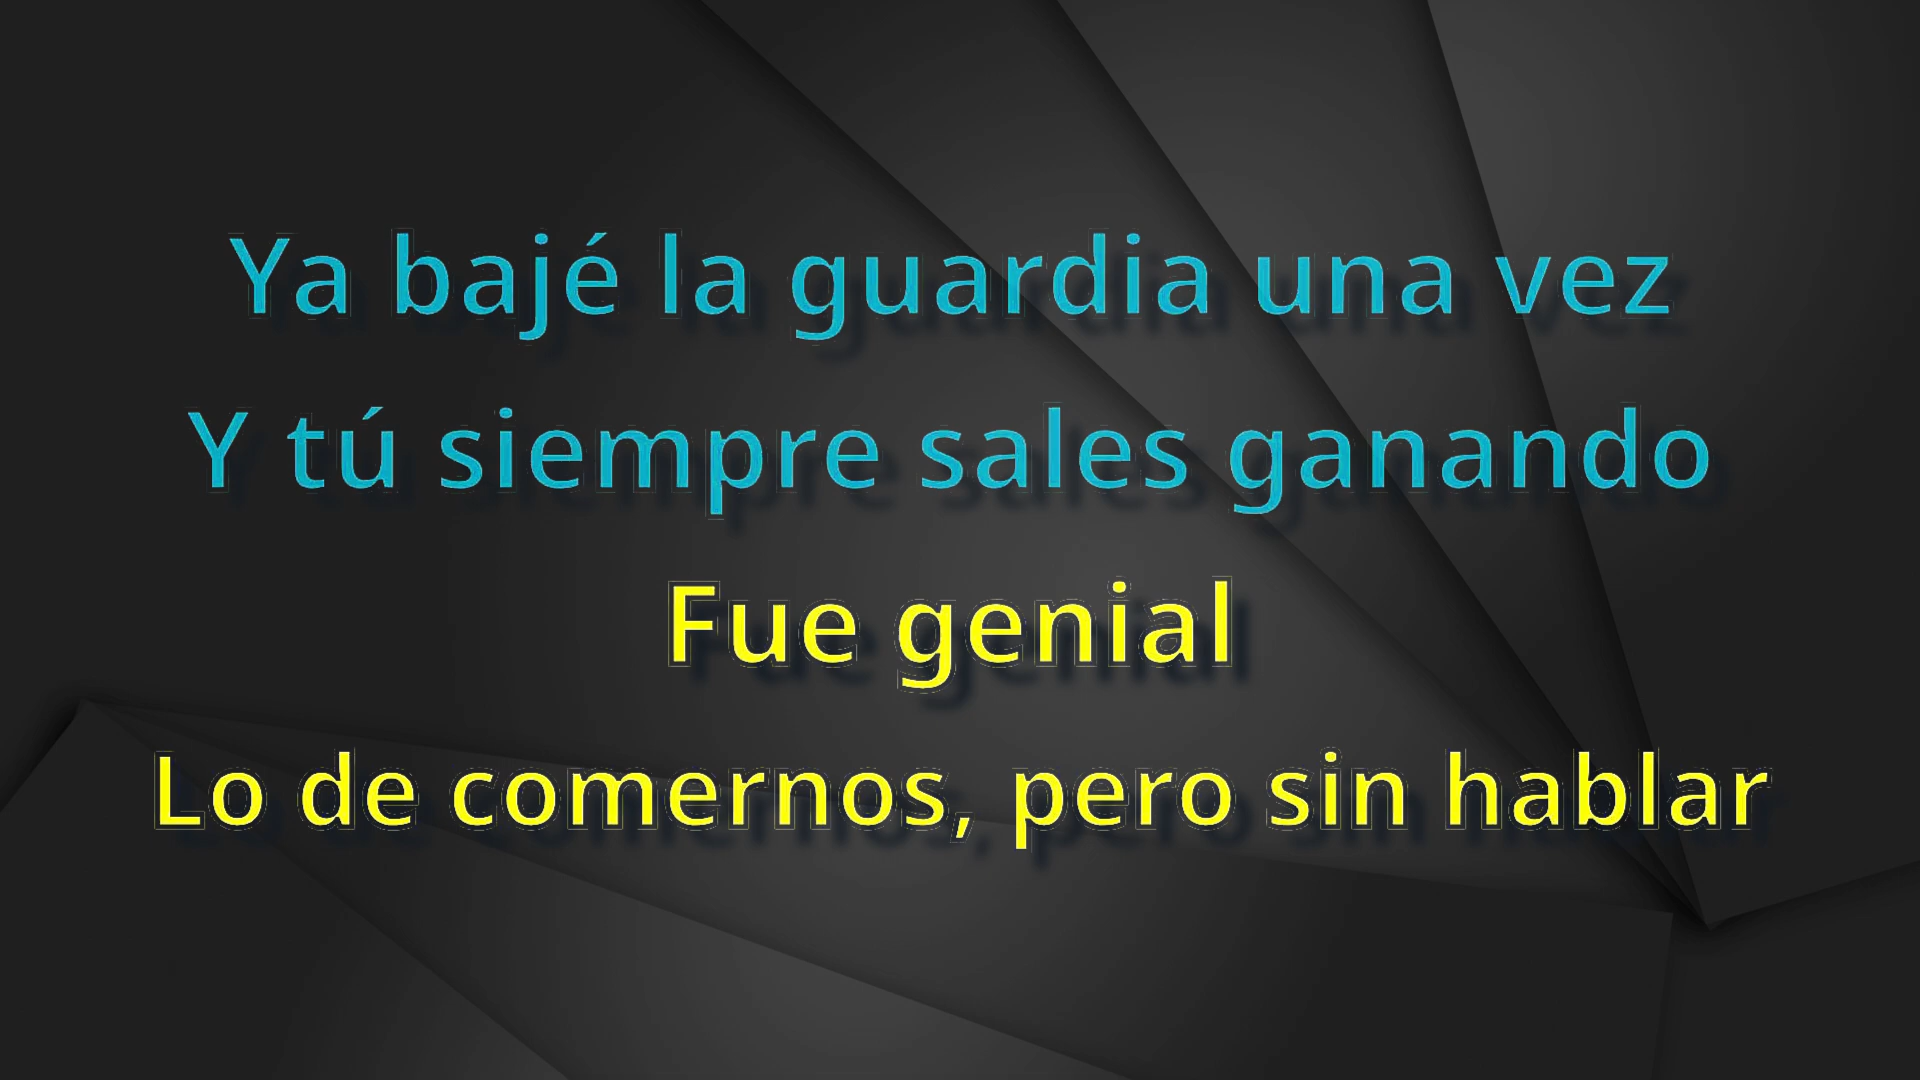 Ya bajé la guardia una vez
Y tú siempre sales ganando
Fue genial
Lo de comernos, pero sin hablar